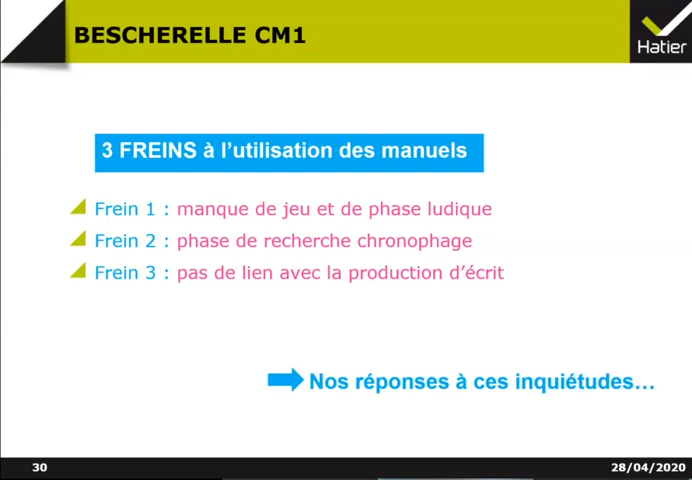 BESCHERELLE CM1
Hatier
3 FREINS à l'utilisation des manuels
Frein 1 : manque de jeu et de phase ludique
Frein 2 : phase de recherche chronophage
Frein 3 : pas de lien avec la production d'écrit
Nos réponses à ces inquiétudes...
30
28/04/2020